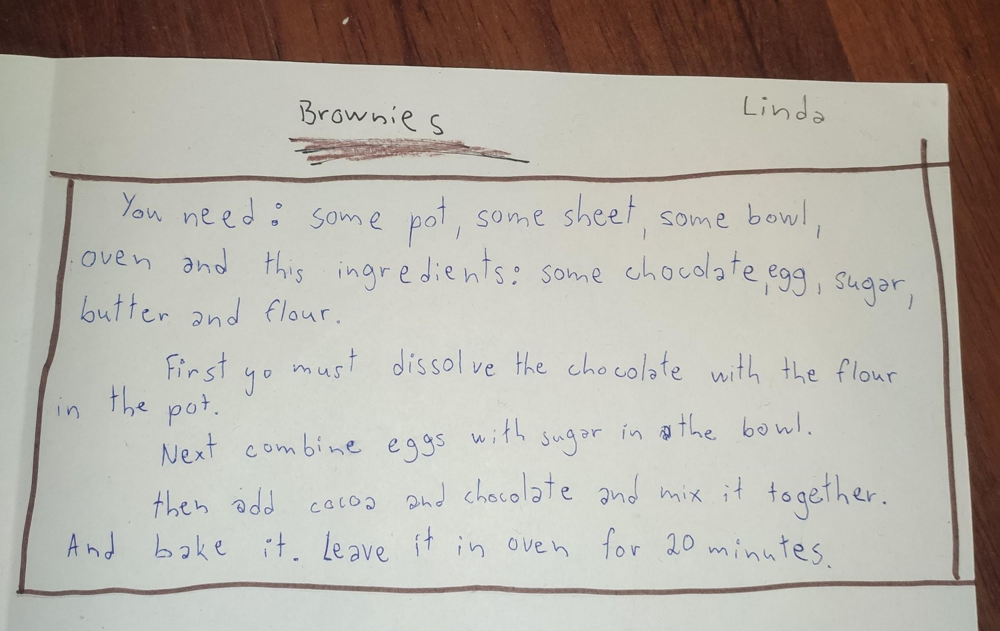 Brownies Linda
You need: some pot, some sheet, some bowl,
oven and this ingredients: some chocolate, egg, sugar,
butter and flour.
First yo must dissolve the chocolate with the flour
in the pot.
Next combine eggs with sugar in the bowl.
then add cocoa and chocolate and mix it together.
And bake it. Leave it in oven for 20 minutes.